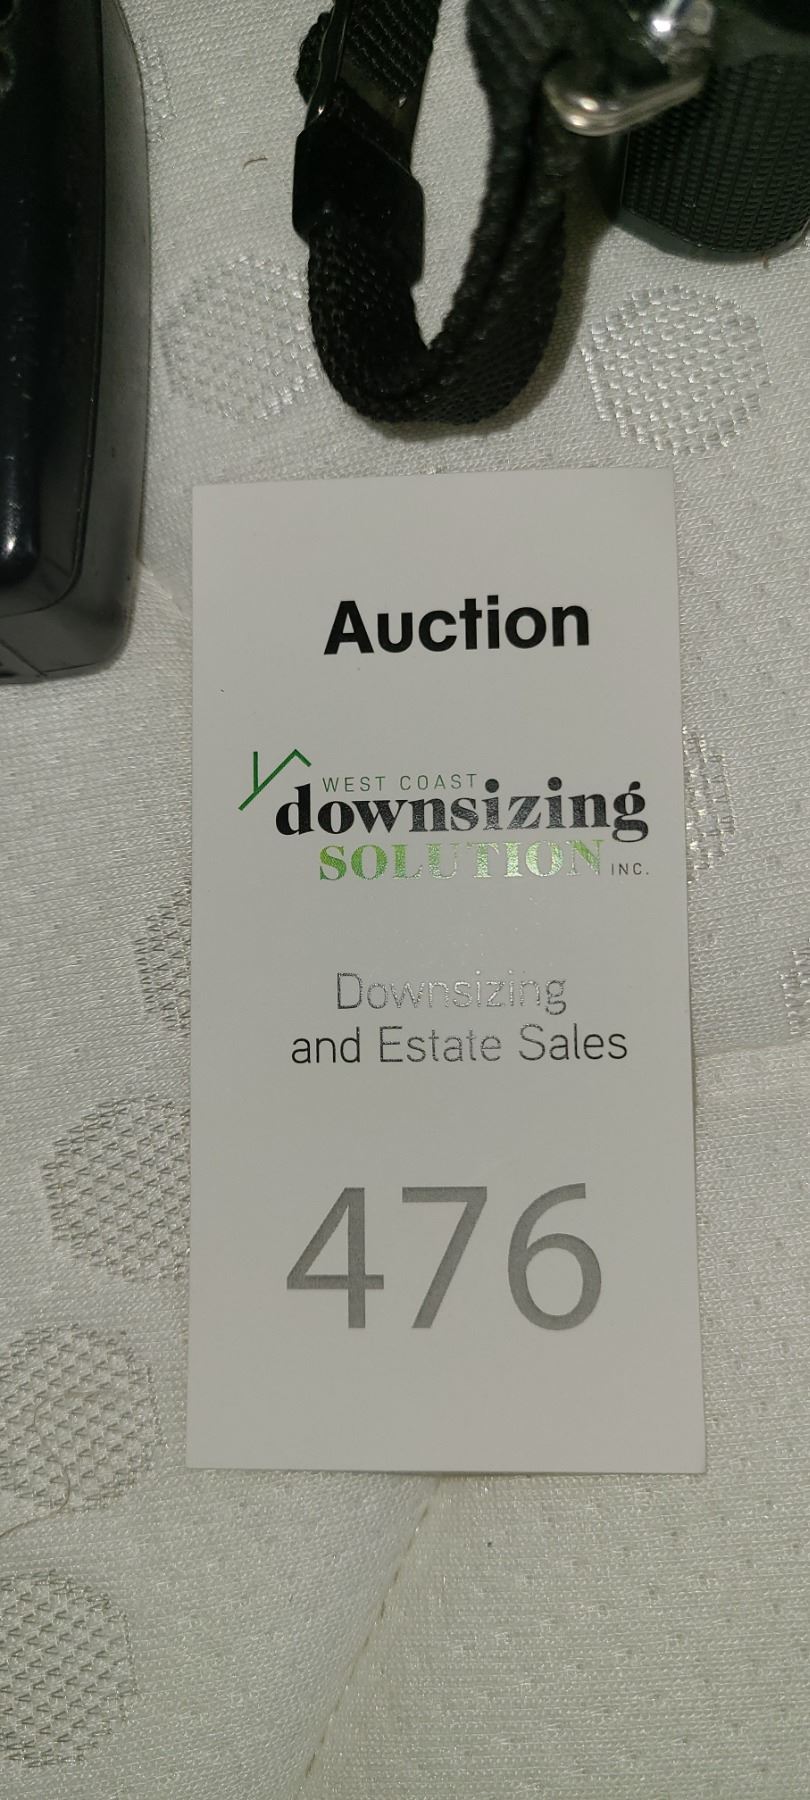 Auction
WEST COAST
downsizing
SOLUTION INC.
Downsizing
and Estate Sales
476